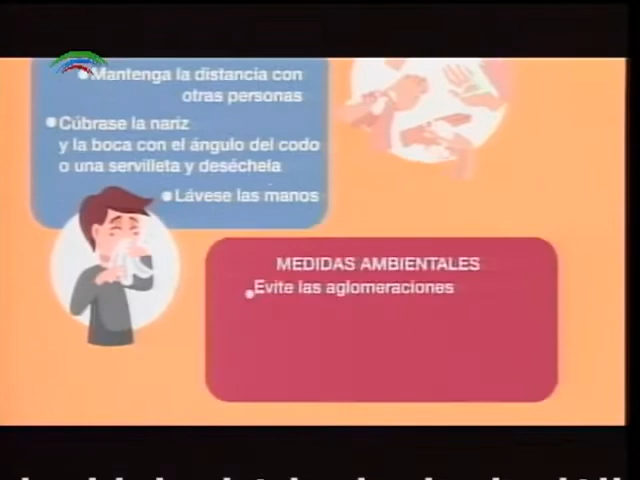 •Mantenga la distancia con
otras personas
•Cúbrase la nariz
y la boca con el ángulo del codo
o una servilleta y deséchela
•Lávese las manos
MEDIDAS AMBIENTALES
•Evite las aglomeraciones